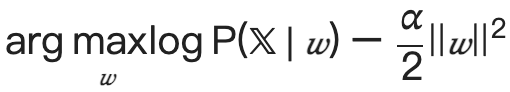 arg maxlog P(𝕏 | w) − α/2 ||w||²
w